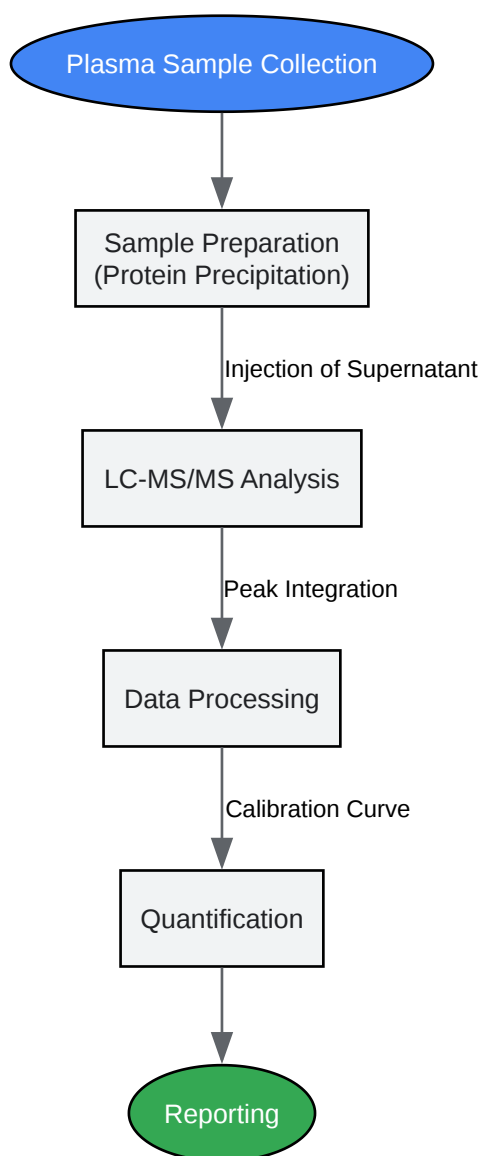 Plasma Sample Collection
Sample Preparation
(Protein Precipitation)
Injection of Supernatant
LC-MS/MS Analysis
Peak Integration
Data Processing
Calibration Curve
Quantification
Reporting